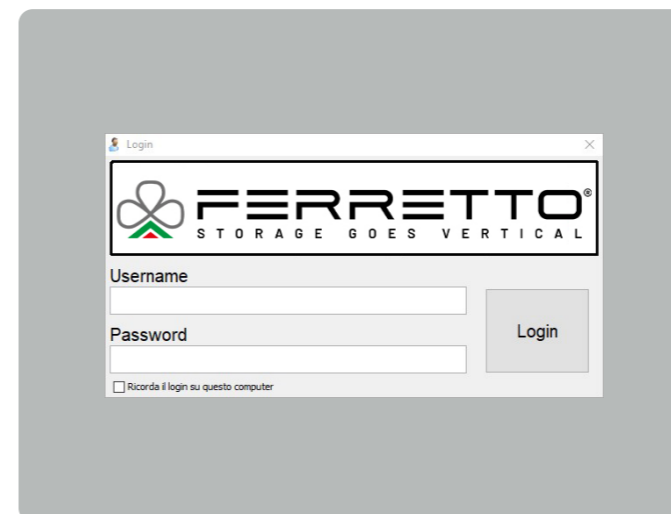 Login
FERRETTO®
STORAGE GOES VERTICAL
Username
Password
Login
Ricorda il login su questo computer